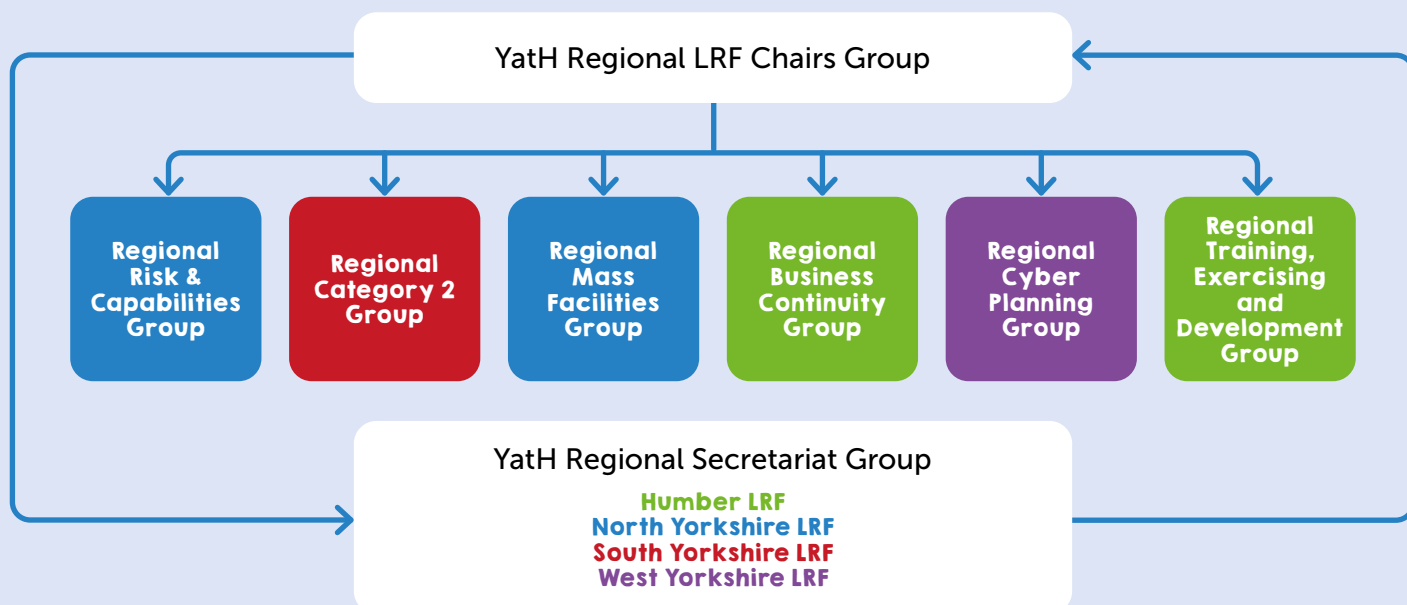 YatH Regional LRF Chairs Group
Regional
Risk &
Capabilities
Group
Regional
Category 2
Group
Regional
Mass
Facilities
Group
Regional
Business
Continuity
Group
Regional
Cyber
Planning
Group
Regional
Training,
Exercising
and
Development
Group
YatH Regional Secretariat Group
Humber LRF
North Yorkshire LRF
South Yorkshire LRF
West Yorkshire LRF